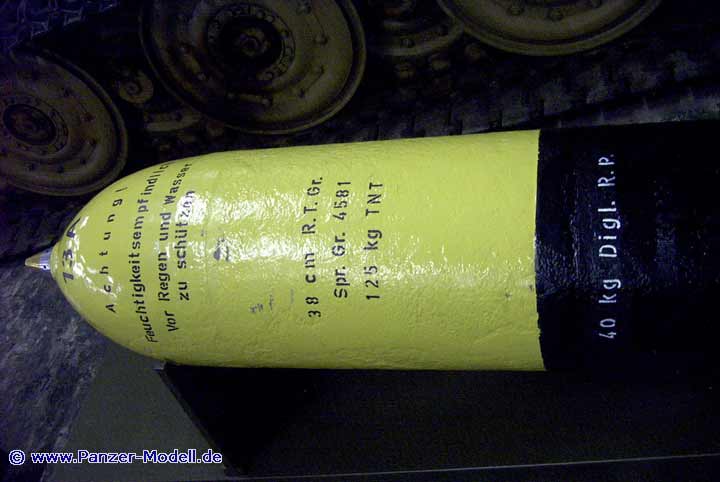 13A
Achtung!
Feuchtigkeitsempfindlich
Vor Regen und Wasser
zu schützen
38 cm R.T.Gr.
Spr. Gr. 4581
125 kg TNT
40 kg Digl. R.P.
© www.Panzer-Modell.de